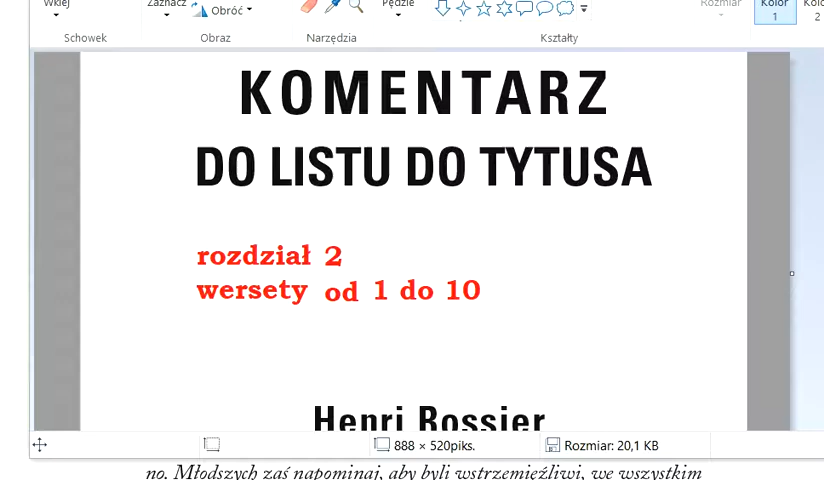 Wklej
Zaznacz
Obróć
Pędzle
Rozmiar
Kolor
1
2
Schowek
Obraz
Narzędzia
Kształty
KOMENTARZ
DO LISTU DO TYTUSA
rozdział 2
wersety od 1 do 10
Henri Rossier
888 × 520piks.
Rozmiar: 20,1 KB
no. Młodszych zaś napominaj, aby byli wstrzemięźliwi, we wszystkim